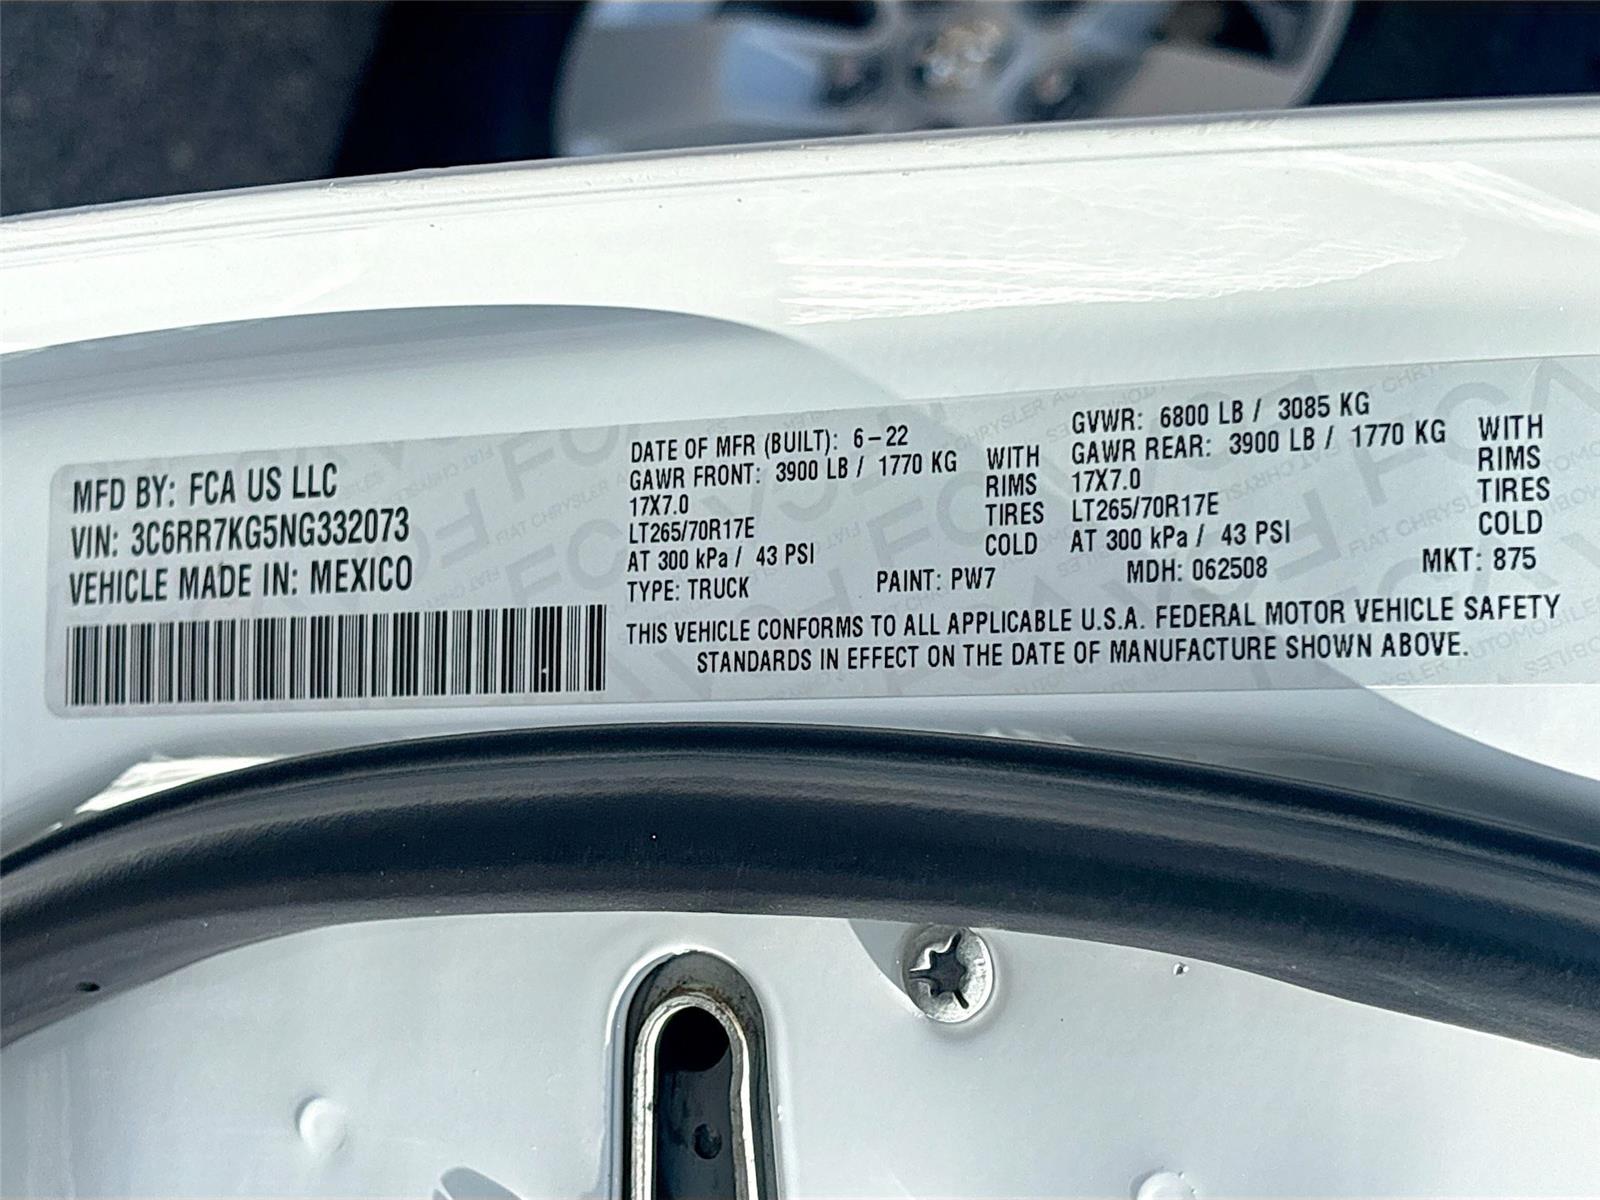 MFD BY: FCA US LLC
VIN: 3C6RR7KG5NG332073
VEHICLE MADE IN: MEXICO
DATE OF MFR (BUILT): 6-22
GAWR FRONT: 3900 LB / 1770 KG WITH
17X7.0 RIMS
LT265/70R17E TIRES
AT 300 kPa / 43 PSI COLD
GVWR: 6800 LB / 3085 KG
GAWR REAR: 3900 LB / 1770 KG WITH
17X7.0 RIMS
LT265/70R17E TIRES
AT 300 kPa / 43 PSI COLD
TYPE: TRUCK PAINT: PW7 MDH: 062508 MKT: 875
THIS VEHICLE CONFORMS TO ALL APPLICABLE U.S.A. FEDERAL MOTOR VEHICLE SAFETY
STANDARDS IN EFFECT ON THE DATE OF MANUFACTURE SHOWN ABOVE.